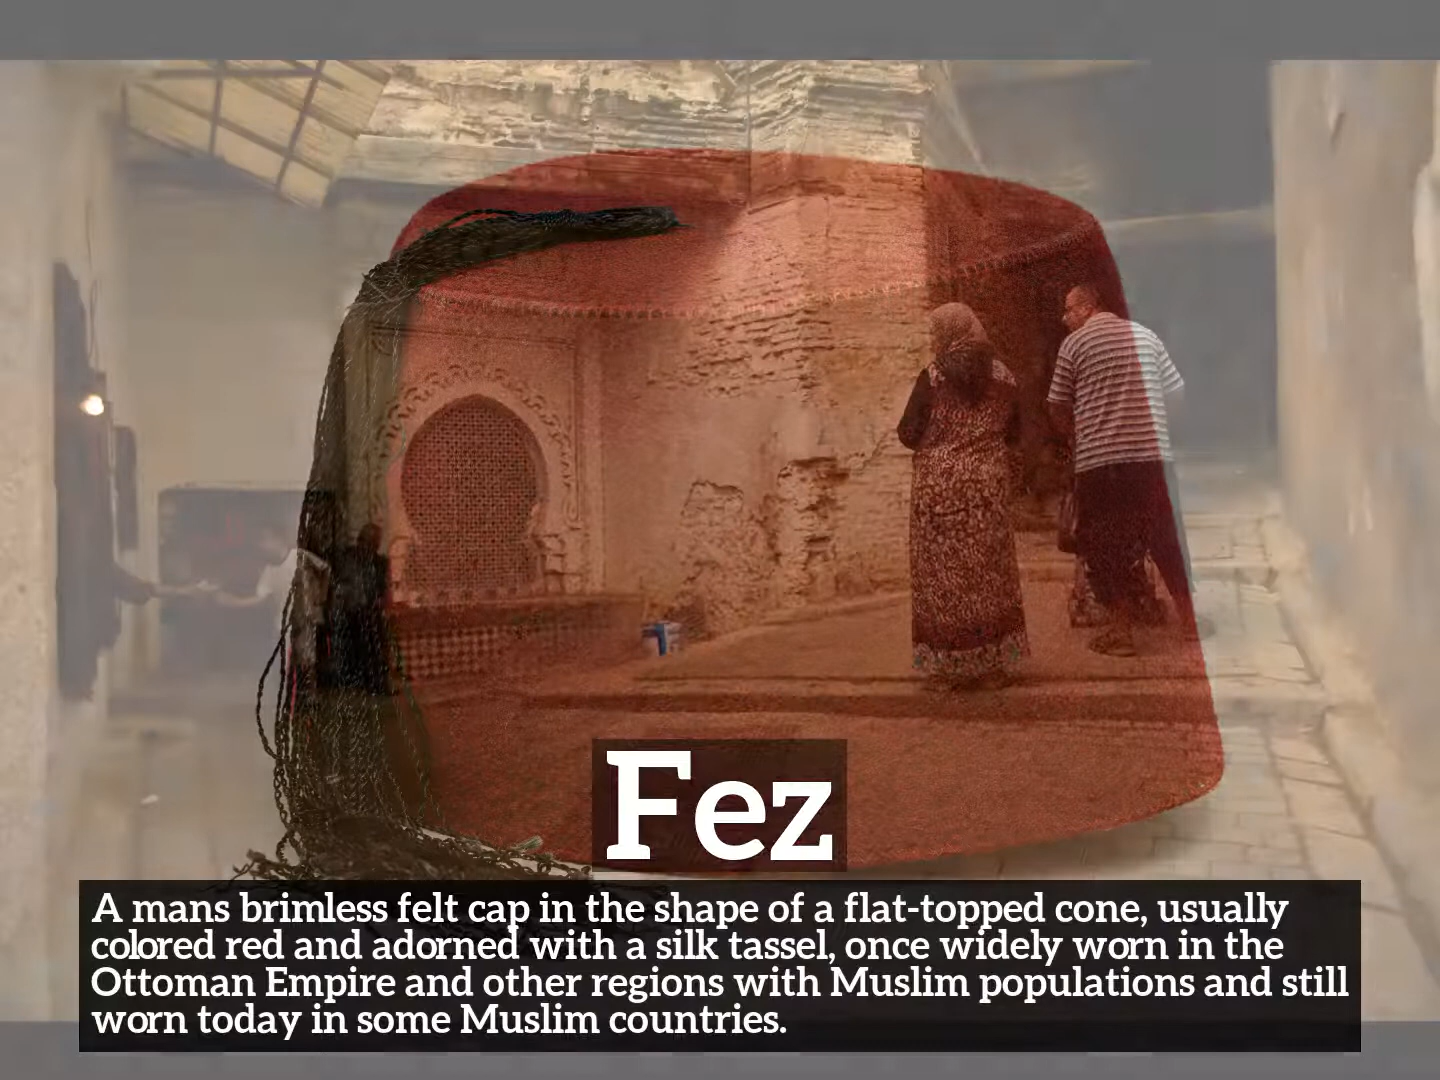 Fez
A mans brimless felt cap in the shape of a flat-topped cone, usually
colored red and adorned with a silk tassel, once widely worn in the
Ottoman Empire and other regions with Muslim populations and still
worn today in some Muslim countries.